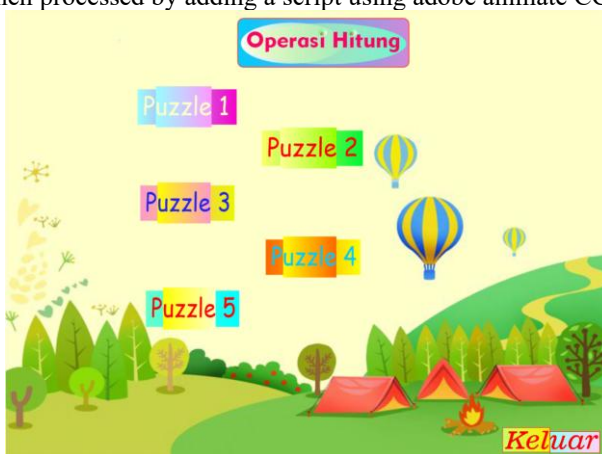 then processed by adding a script using adobe animate CC
Operasi Hitung
Puzzle 1
Puzzle 2
Puzzle 3
Puzzle 4
Puzzle 5
Keluar